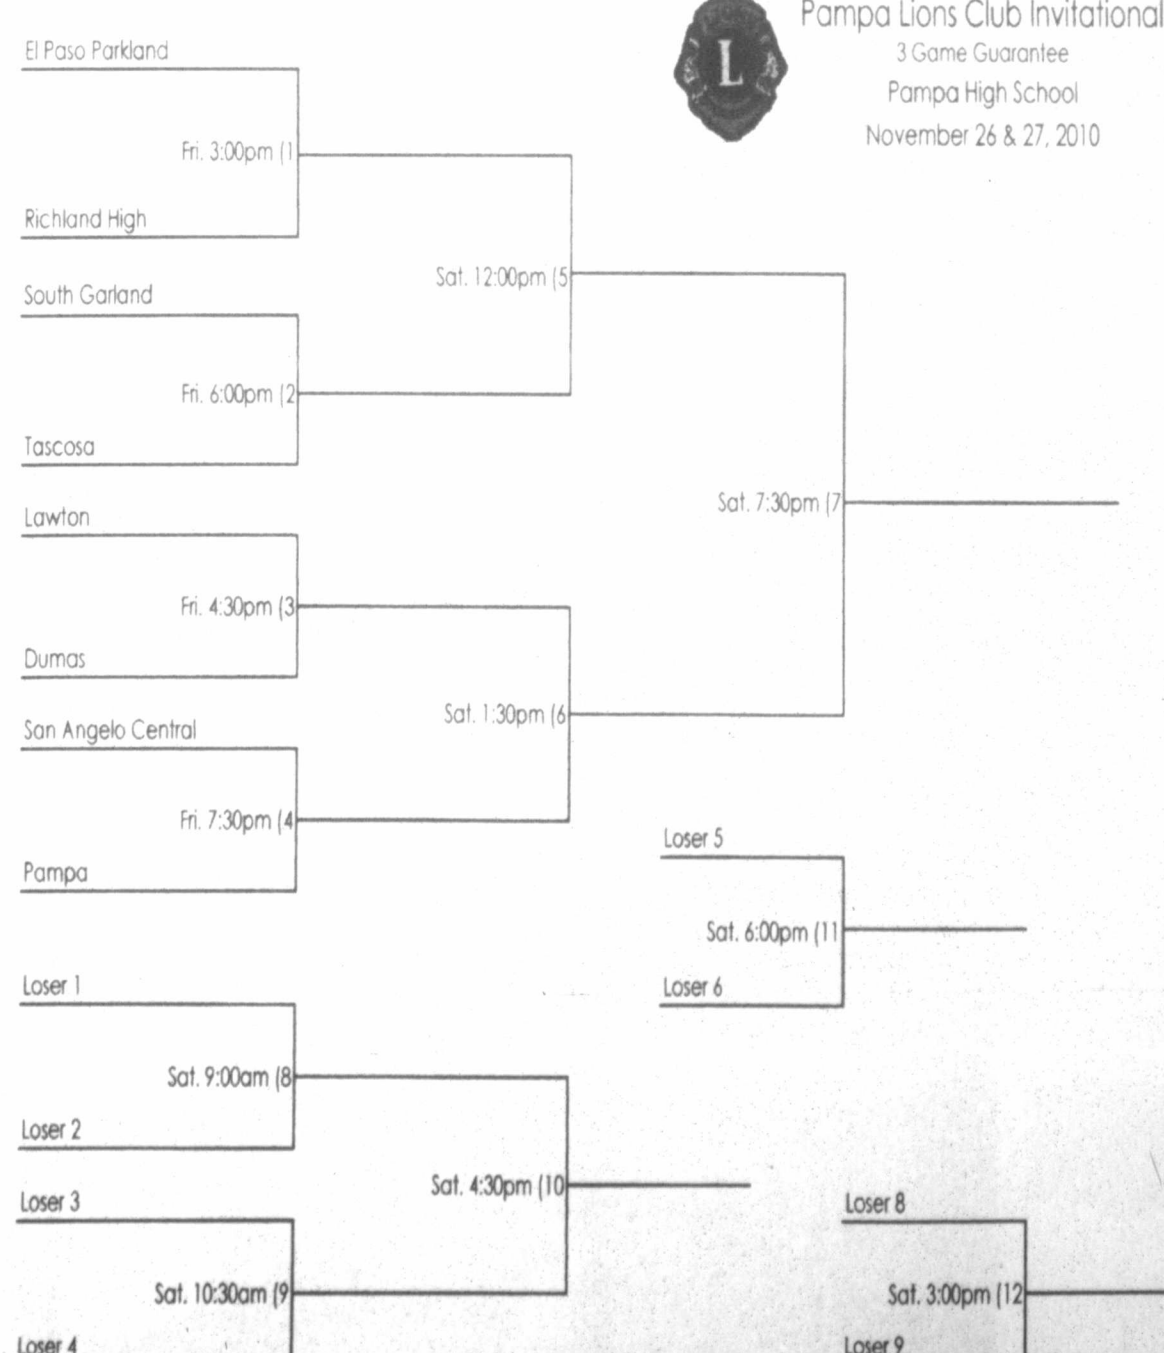 Pampa Lions Club Invitational
3 Game Guarantee
Pampa High School
November 26 & 27, 2010
L
El Paso Parkland
Fri. 3:00pm (1
Richland High
Sat. 12:00pm (5
South Garland
Fri. 6:00pm (2
Tascosa
Sat. 7:30pm (7
Lawton
Fri. 4:30pm (3
Dumas
Sat. 1:30pm (6
San Angelo Central
Fri. 7:30pm (4
Pampa
Loser 5
Sat. 6:00pm (11
Loser 6
Loser 1
Sat. 9:00am (8
Loser 2
Sat. 4:30pm (10
Loser 3
Sat. 10:30am (9
Loser 4
Loser 8
Sat. 3:00pm (12
Loser 9